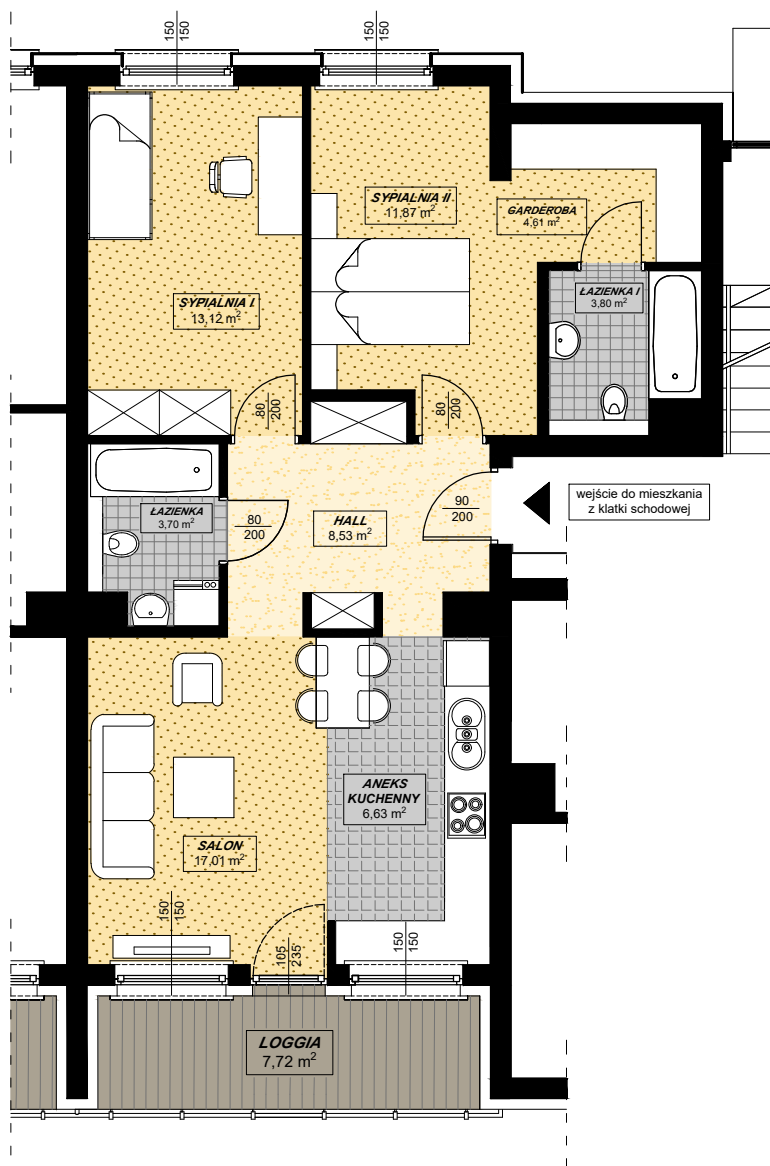 150
150
150
150
SYPIALNIA II
11,87 m²
GARDEROBA
4,61 m²
SYPIALNIA I
13,12 m²
ŁAZIENKA I
3,80 m²
80
200
80
200
ŁAZIENKA
3,70 m²
80
200
HALL
8,53 m²
90
200
wejście do mieszkania
z klatki schodowej
ANEKS
KUCHENNY
6,63 m²
SALON
17,01 m²
150
150
105
235
150
150
LOGGIA
7,72 m²